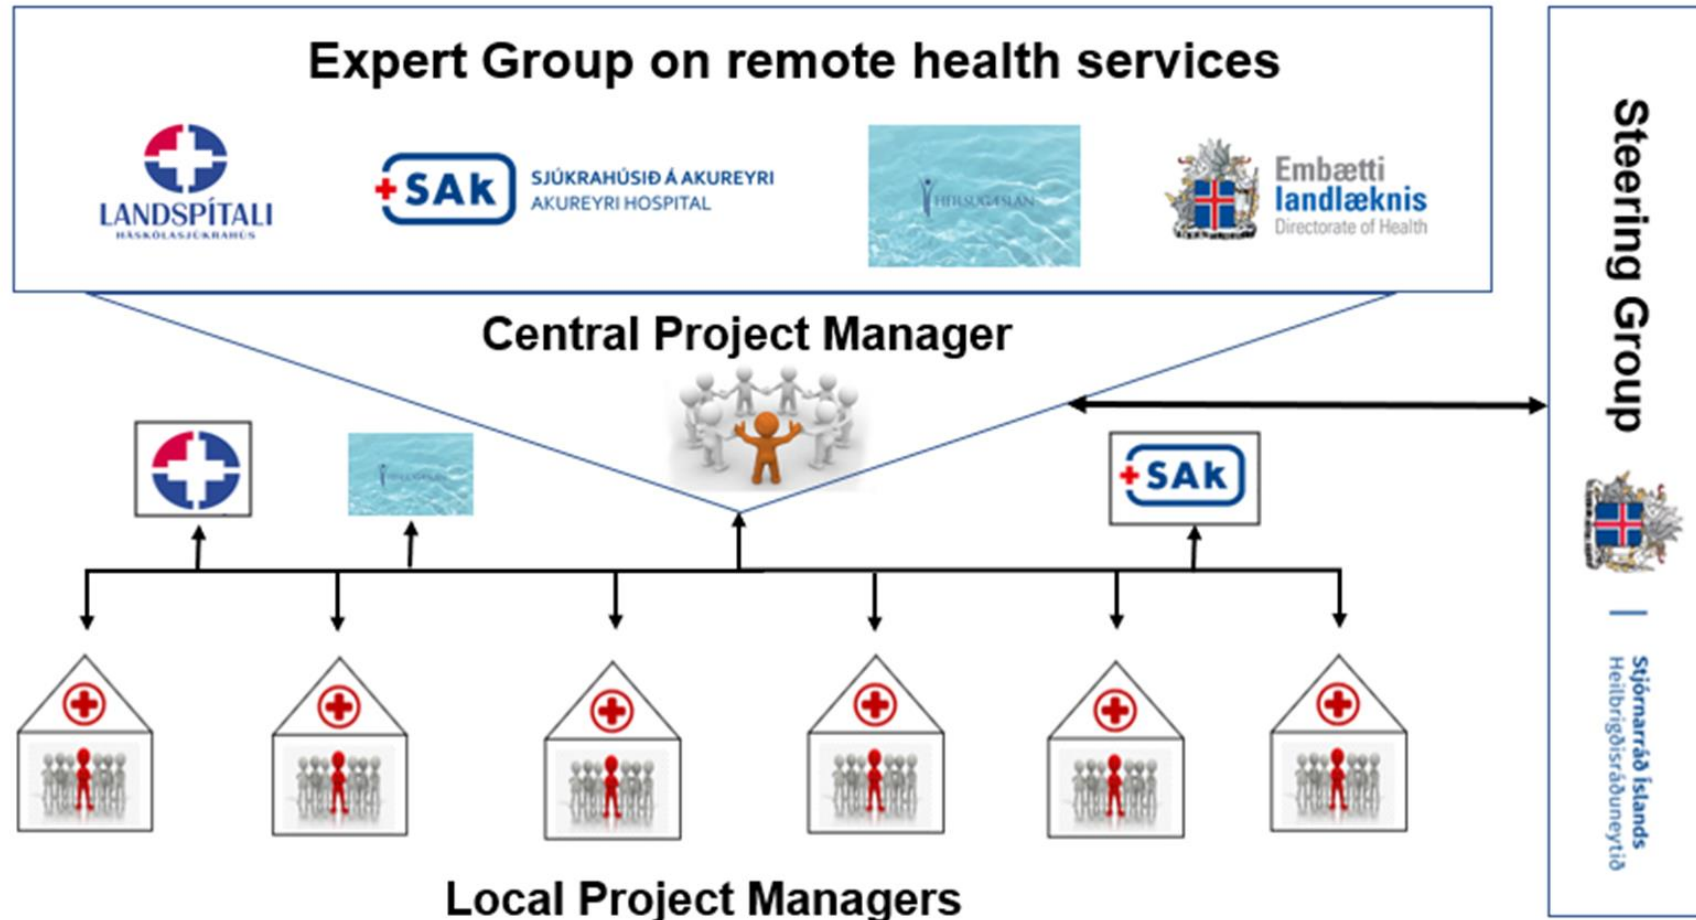 Expert Group on remote health services
LANDSPÍTALI
HÁSKÓLASJÚKRAHÚS
SAk
SJÚKRAHÚSIÐ Á AKUREYRI
AKUREYRI HOSPITAL
HEILSUGÆSLAN
Embætti
landlæknis
Directorate of Health
Central Project Manager
SAk
Local Project Managers
Steering Group
Stjórnarráð Íslands
Heilbrigðisráðuneytið